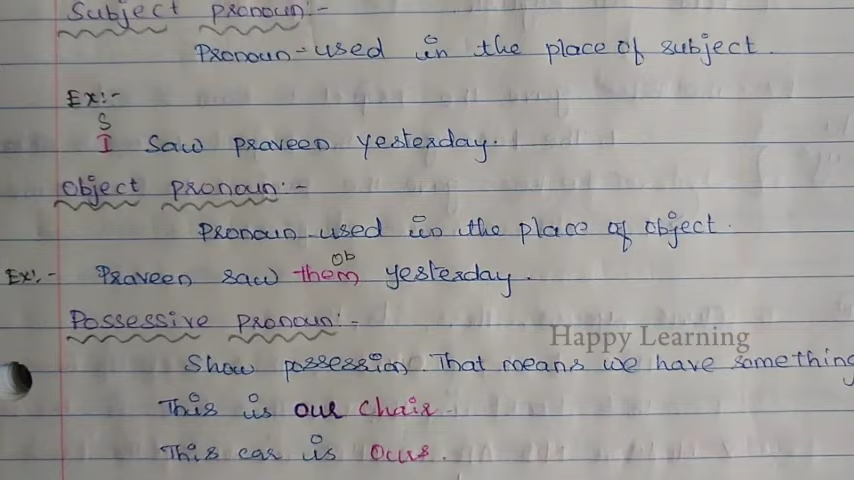 Subject pronoun:-
Pronoun-used in the place of subject.
Ex:-
S
I saw praveen yesterday.
Object pronoun:-
Pronoun-used in the place of object.
Ob
Ex:- Praveen saw them yesterday.
Possessive pronoun:-
Happy Learning
Show possession. That means we have something
This is our chair.
This car is ours.